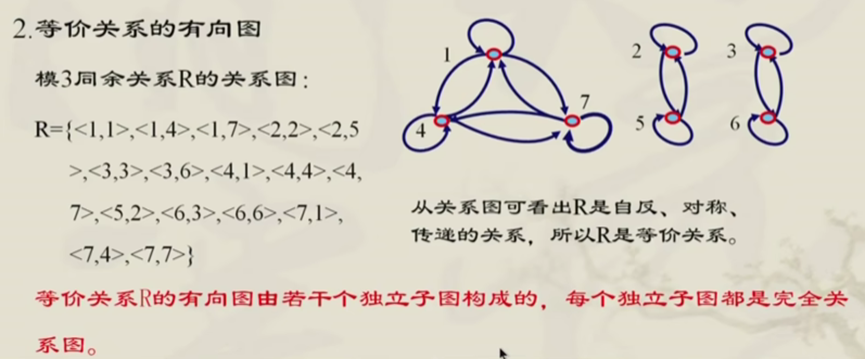 2.等价关系的有向图
模3同余关系R的关系图：
R={<1,1>,<1,4>,<1,7>,<2,2>,<2,5
>,<3,3>,<3,6>,<4,1>,<4,4>,<4,
7>,<5,2>,<6,3>,<6,6>,<7,1>,
<7,4>,<7,7>}
1
4
7
2
5
3
6
从关系图可看出R是自反、对称、
传递的关系，所以R是等价关系。
等价关系R的有向图由若干个独立子图构成的，每个独立子图都是完全关
系图。